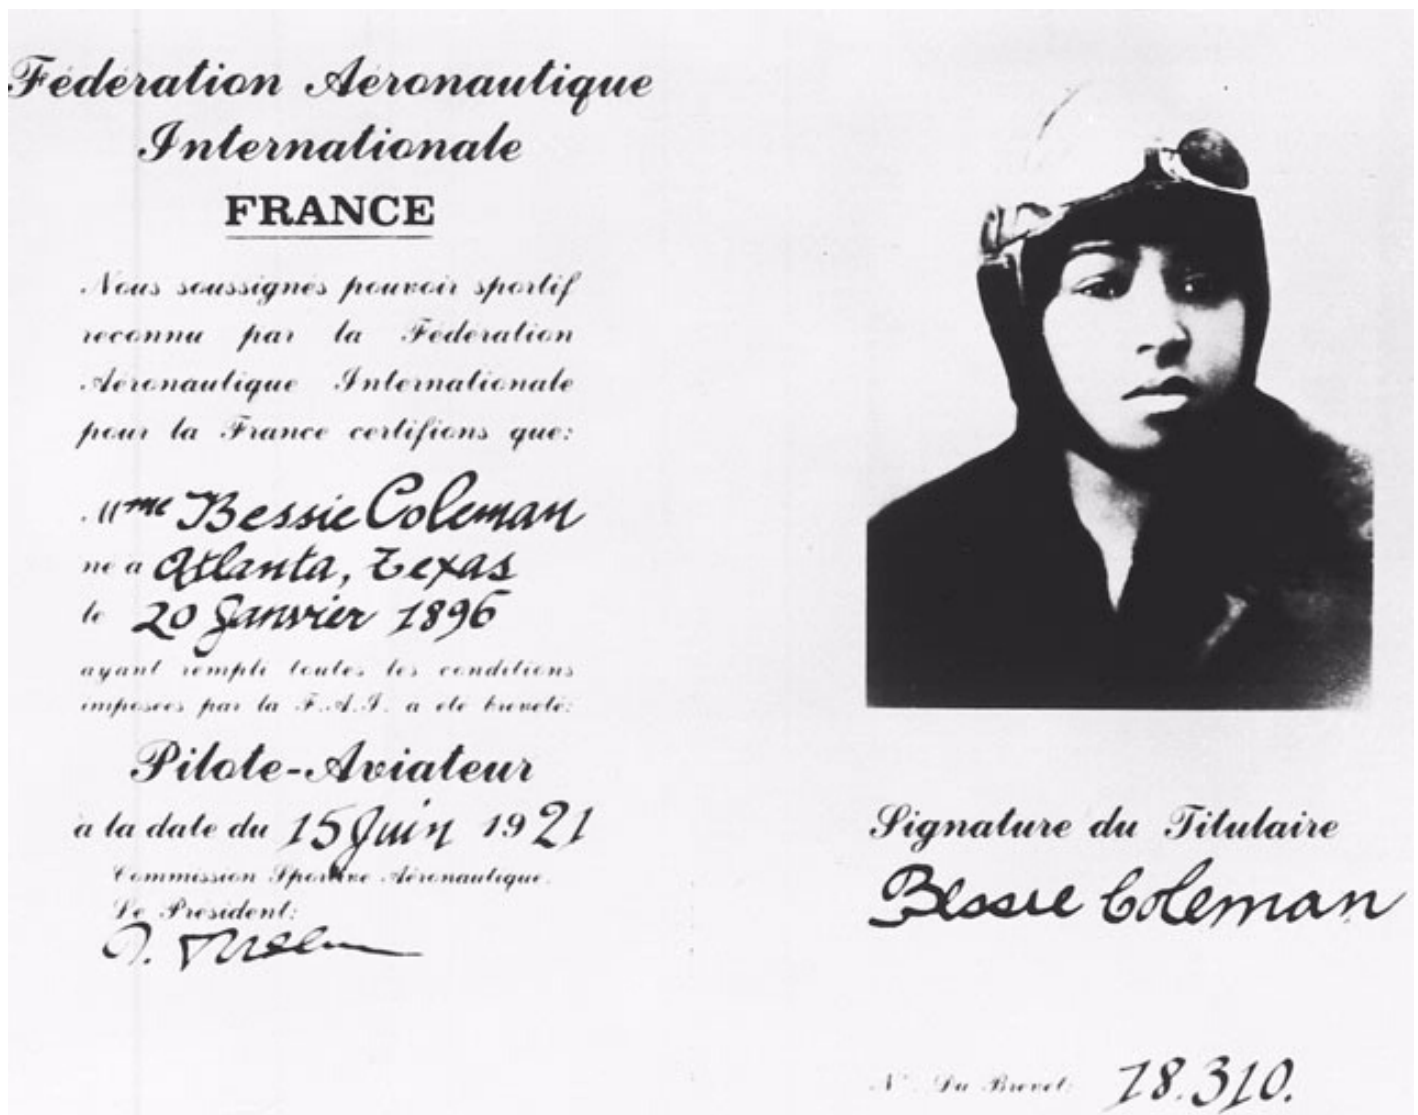 Fédération Aéronautique
Internationale
FRANCE
Nous soussignés pouvoir sportif
reconnu par la Fédération
Aéronautique Internationale
pour la France certifions que:
Mme Bessie Coleman
né à Atlanta, Texas
le 20 Janvier 1896
ayant rempli toutes les conditions
imposées par la F.A.I. a été breveté:
Pilote-Aviateur
à la date du 15 Juin 1921
Commission Sportive Aéronautique.
Le Président:
Signature du Titulaire
Bessie Coleman
N° Du Brevet: 18.310.